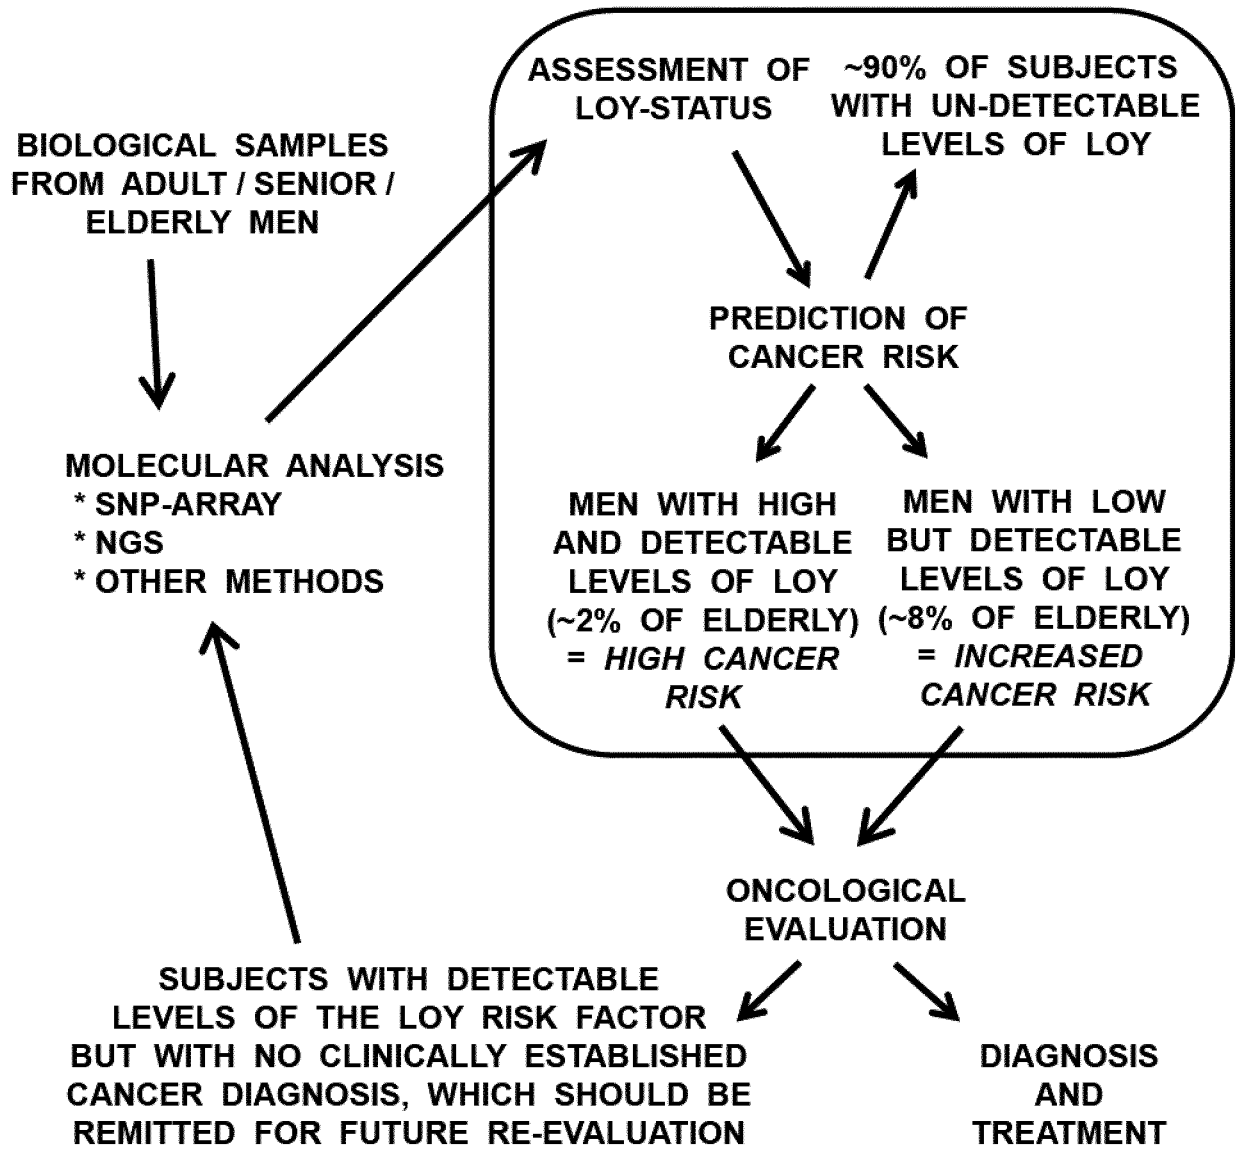 BIOLOGICAL SAMPLES
FROM ADULT / SENIOR /
ELDERLY MEN
MOLECULAR ANALYSIS
* SNP-ARRAY
* NGS
* OTHER METHODS
ASSESSMENT OF
LOY-STATUS
~90% OF SUBJECTS
WITH UN-DETECTABLE
LEVELS OF LOY
PREDICTION OF
CANCER RISK
MEN WITH HIGH
AND DETECTABLE
LEVELS OF LOY
(~2% OF ELDERLY)
= HIGH CANCER
RISK
MEN WITH LOW
BUT DETECTABLE
LEVELS OF LOY
(~8% OF ELDERLY)
= INCREASED
CANCER RISK
ONCOLOGICAL
EVALUATION
SUBJECTS WITH DETECTABLE
LEVELS OF THE LOY RISK FACTOR
BUT WITH NO CLINICALLY ESTABLISHED
CANCER DIAGNOSIS, WHICH SHOULD BE
REMITTED FOR FUTURE RE-EVALUATION
DIAGNOSIS
AND
TREATMENT